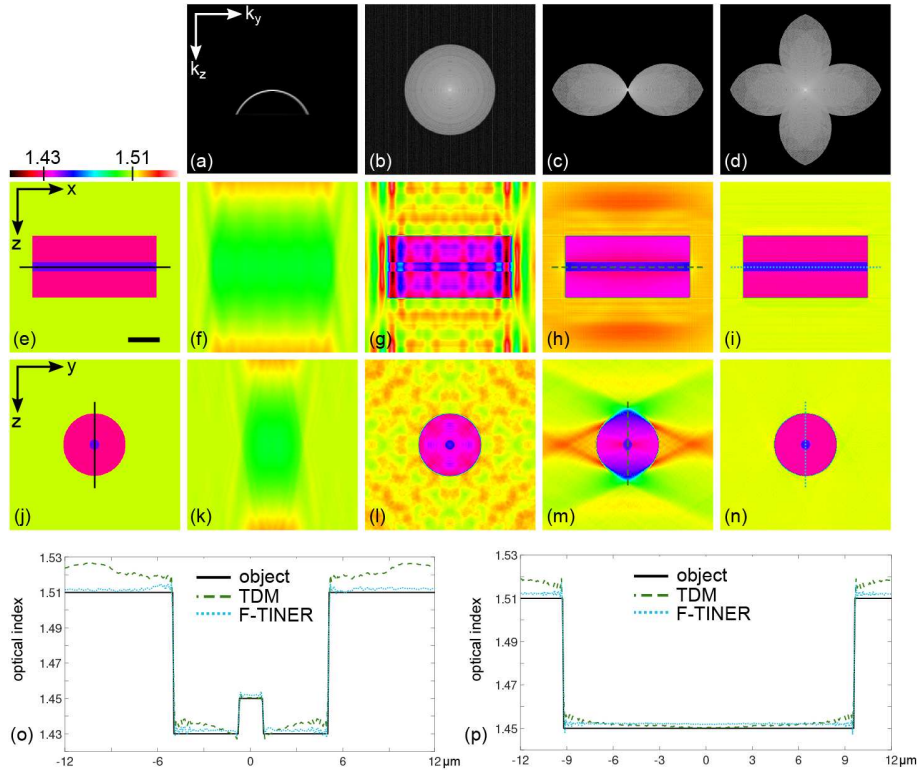 k_y
k_z
(a)
(b)
(c)
(d)
1.43
1.51
x
z
(e)
(f)
(g)
(h)
(i)
y
z
(j)
(k)
(l)
(m)
(n)
optical index
1.53
1.51
1.49
1.47
1.45
1.43
object
TDM
F-TINER
(o)
-12
-6
0
6
12 µm
optical index
1.53
1.51
1.49
1.47
1.45
object
TDM
F-TINER
(p)
-12
-9
-6
-3
0
3
6
9
12 µm